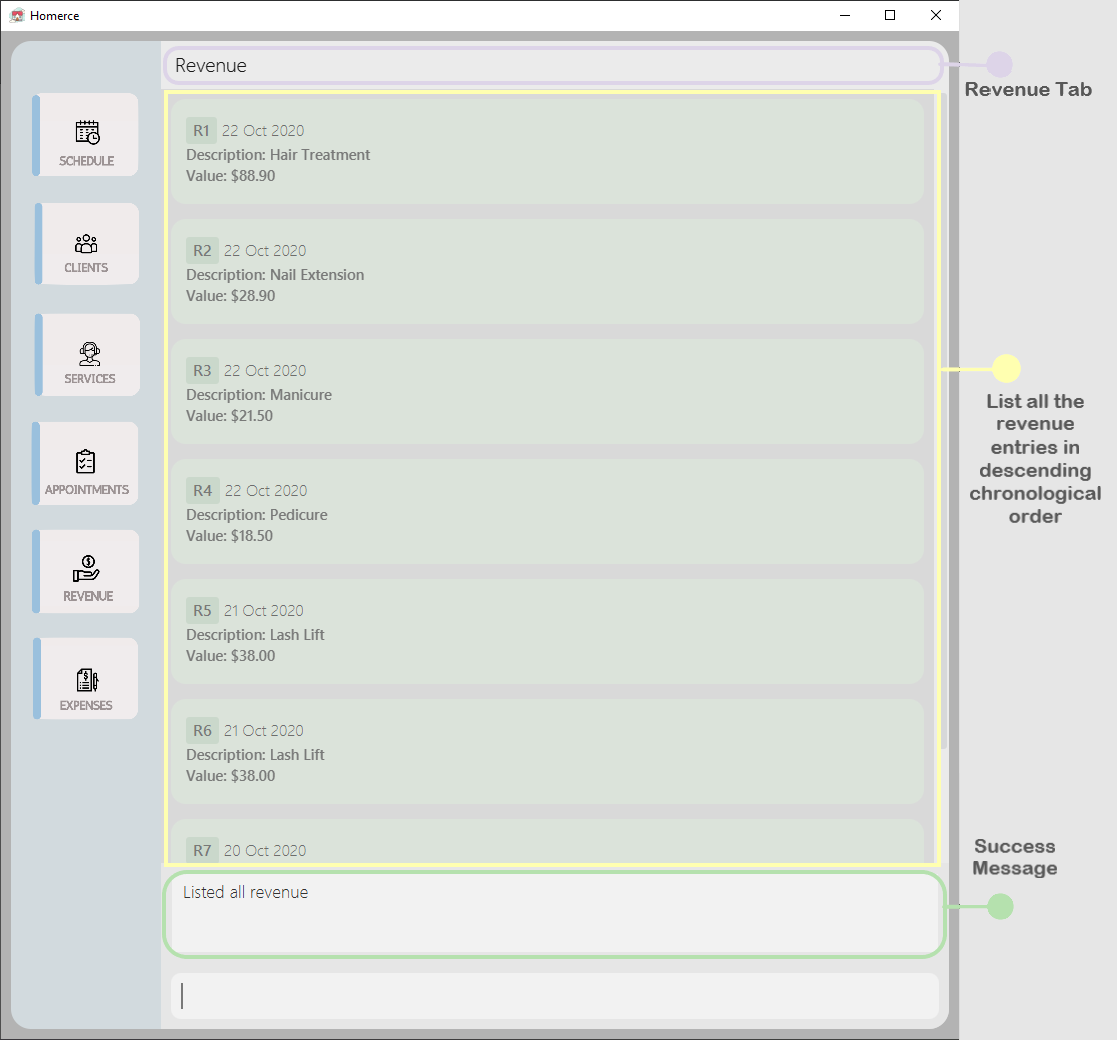 Homerce
Revenue
Revenue Tab
SCHEDULE
CLIENTS
SERVICES
APPOINTMENTS
REVENUE
EXPENSES
R1 22 Oct 2020
Description: Hair Treatment
Value: $88.90
R2 22 Oct 2020
Description: Nail Extension
Value: $28.90
R3 22 Oct 2020
Description: Manicure
Value: $21.50
R4 22 Oct 2020
Description: Pedicure
Value: $18.50
R5 21 Oct 2020
Description: Lash Lift
Value: $38.00
R6 21 Oct 2020
Description: Lash Lift
Value: $38.00
R7 20 Oct 2020
List all the
revenue
entries in
descending
chronological
order
Listed all revenue
Success
Message